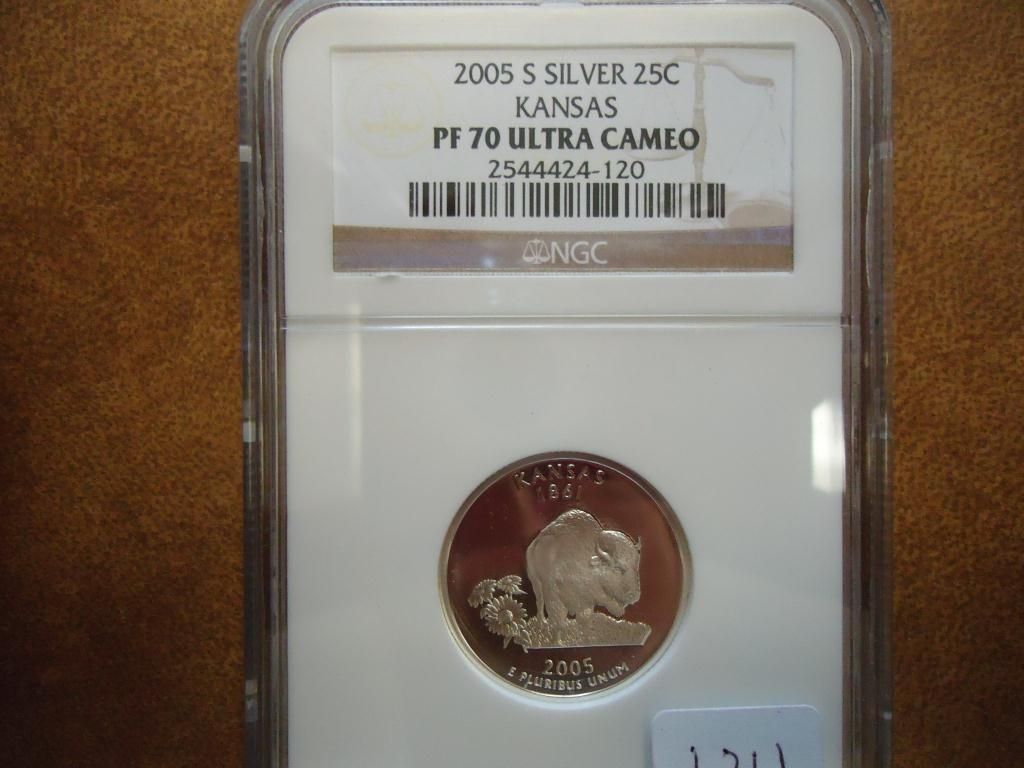 2005 S SILVER 25C
KANSAS
PF 70 ULTRA CAMEO
2544424-120
NGC
KANSAS
1861
2005
E PLURIBUS UNUM